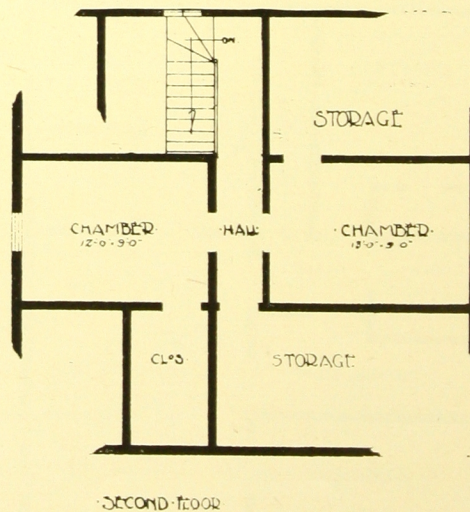 DN
STORAGE
CHAMBER
12'-0"·9'-0"
·HALL
·CHAMBER·
13'-0"·9'-0"
CLOS
STORAGE
·SECOND·FLOOR